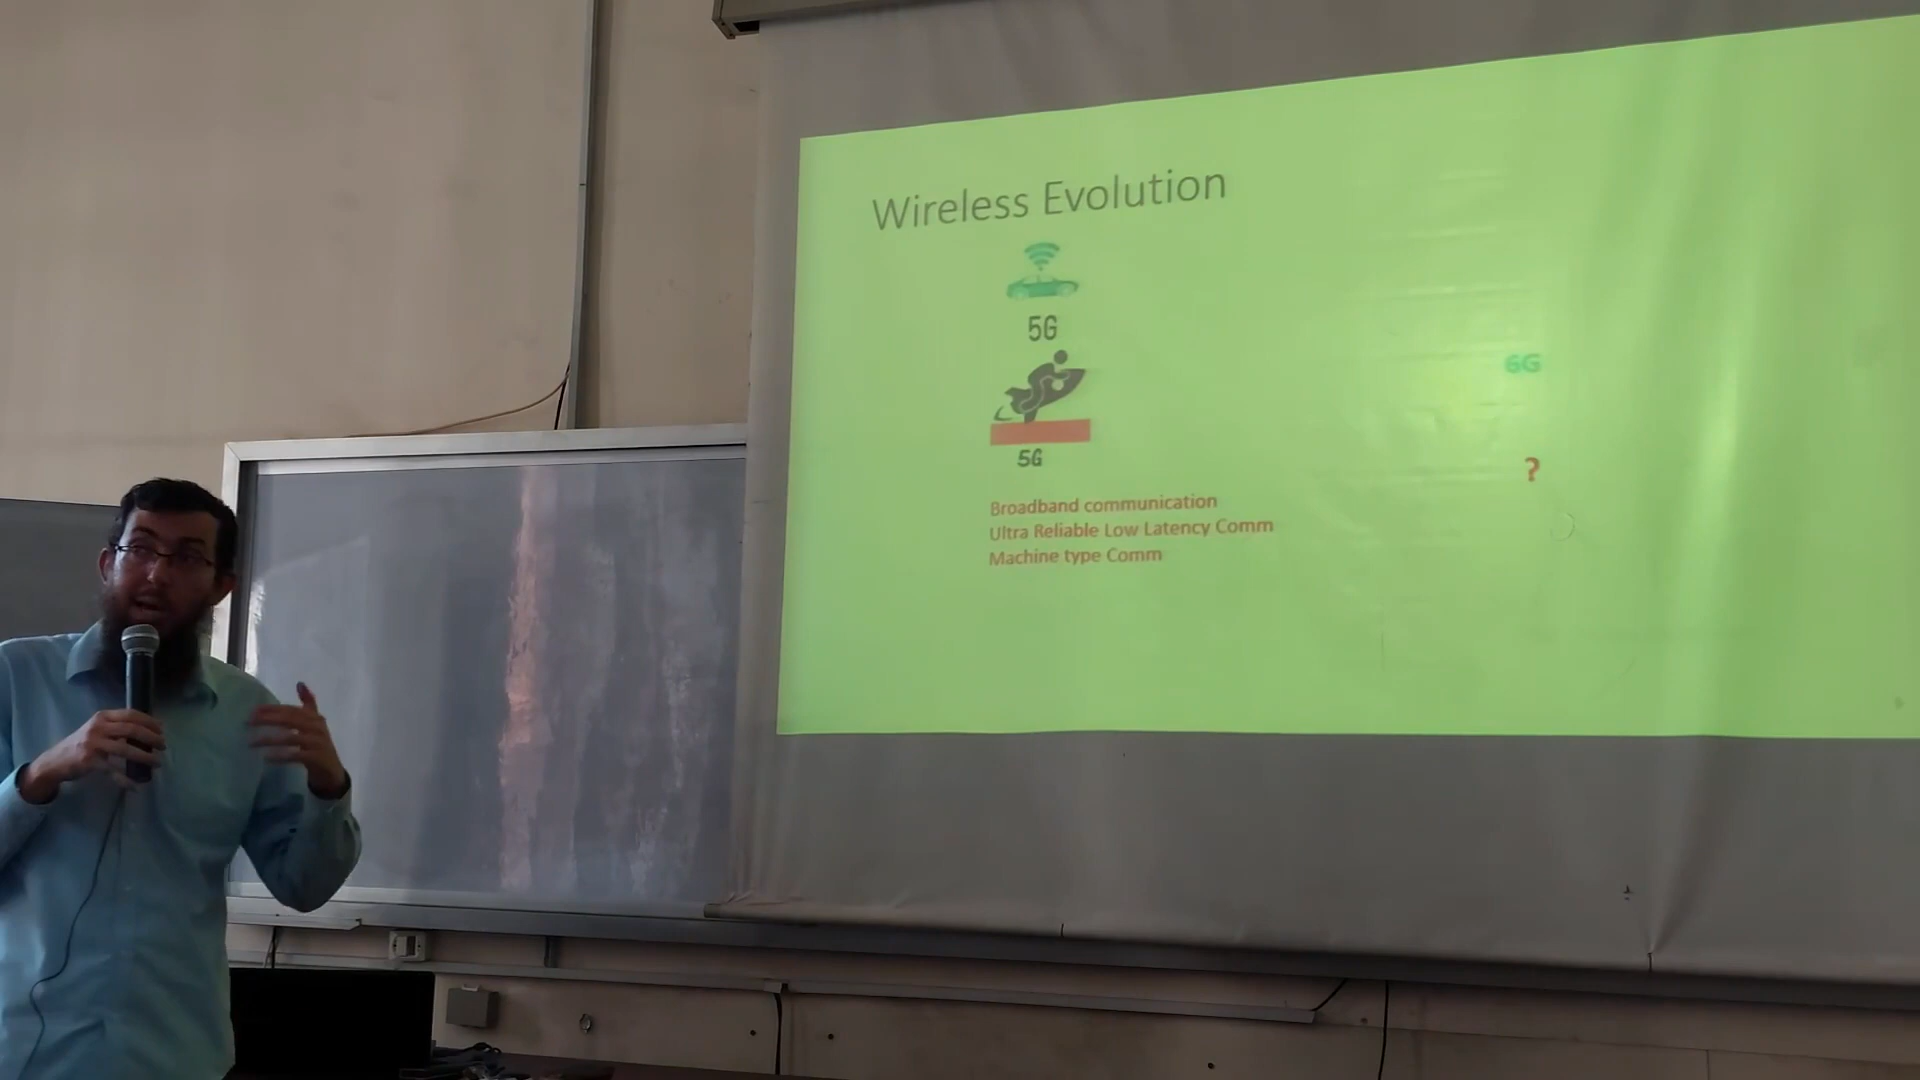 Wireless Evolution
5G
5G
Broadband communication
Ultra Reliable Low Latency Comm
Machine type Comm
6G
?